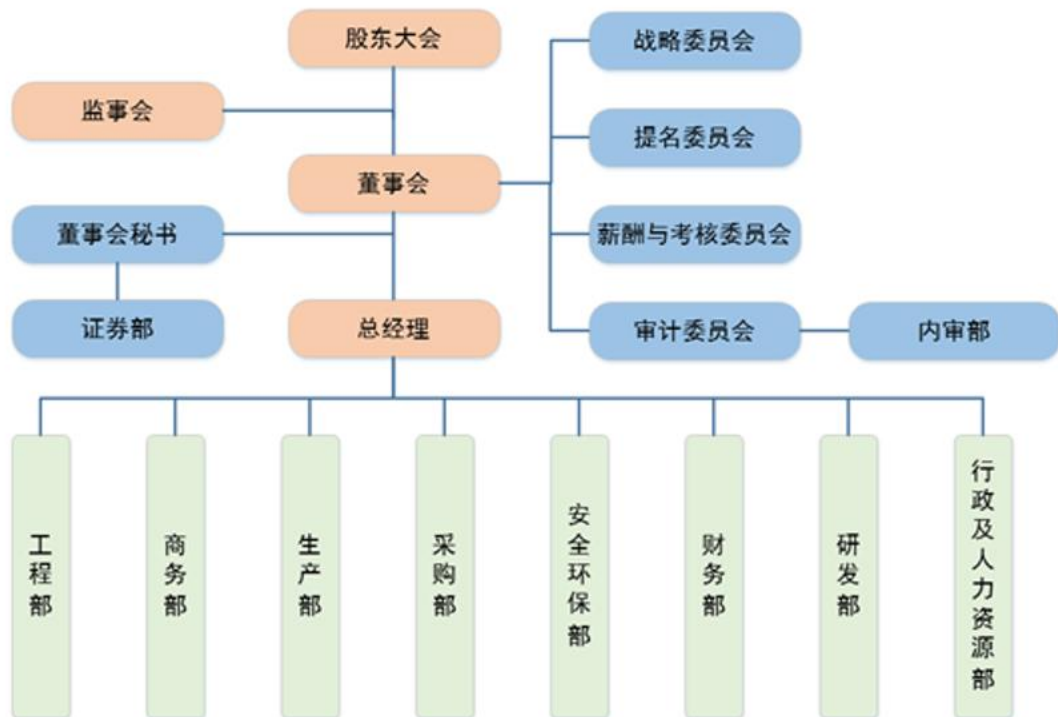 股东大会
战略委员会
监事会
提名委员会
董事会
董事会秘书
薪酬与考核委员会
证券部
总经理
审计委员会
内审部
工程部
商务部
生产部
采购部
安全环保部
财务部
研发部
行政及人力资源部